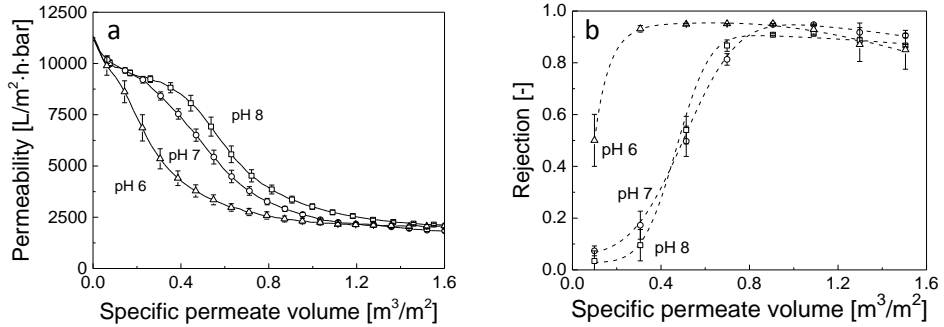 a
Permeability [L/m²·h·bar]
12500
10000
7500
5000
2500
0
pH 8
pH 7
pH 6
0.0 0.4 0.8 1.2 1.6
Specific permeate volume [m³/m²]
b
Rejection [-]
1.0
0.8
0.6
0.4
0.2
0.0
pH 6
pH 7
pH 8
0.0 0.4 0.8 1.2 1.6
Specific permeate volume [m³/m²]